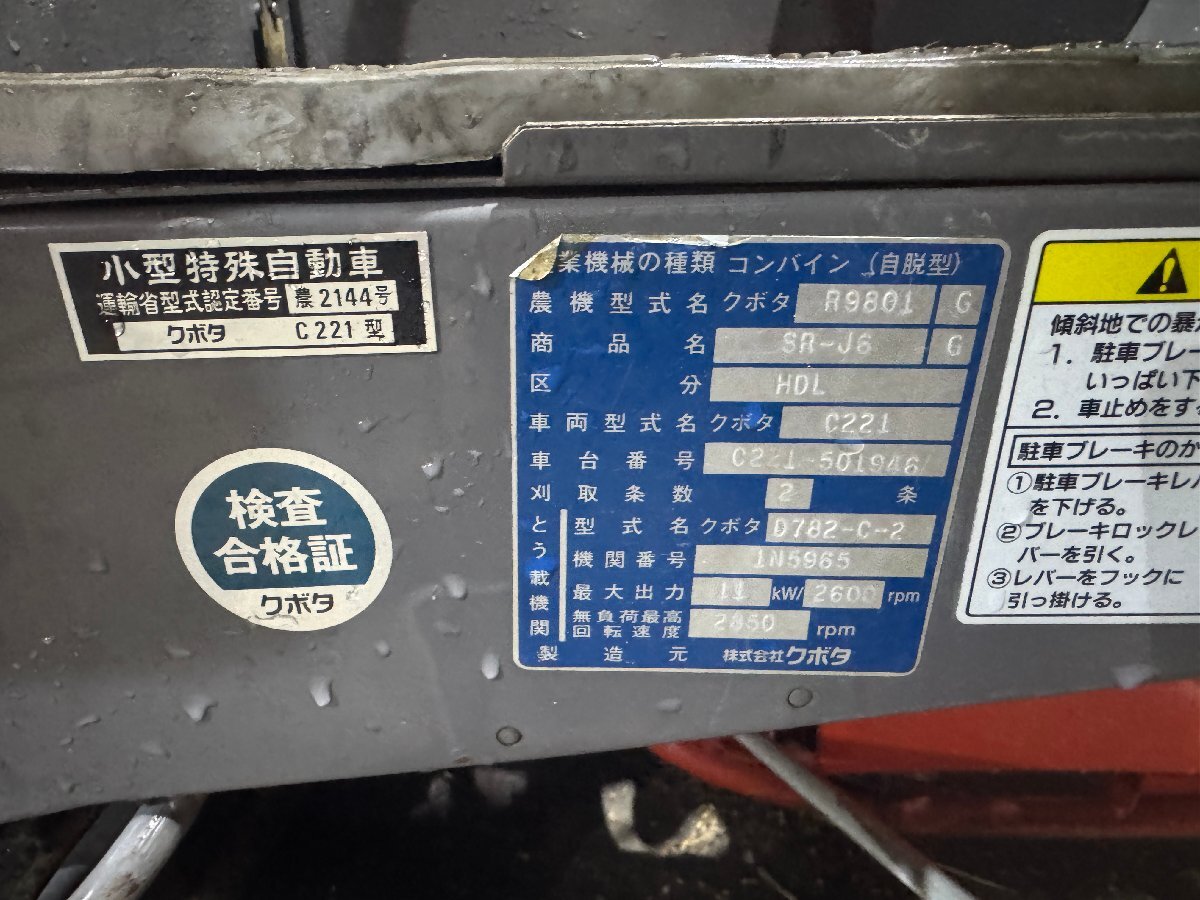 小型特殊自動車
運輸省型式認定番号 農2144号
クボタ C221型
検査
合格証
クボタ
業機械の種類 コンバイン (自脱型)
農機型式名 クボタ R9801 G
商品名 SR-J6 G
区分 HDL
車両型式名 クボタ C221
車台番号 C221-501946
刈取条数 2 条
とう載機関
型式名 クボタ D782-C-2
機関番号 1N5965
最大出力 11 kW/ 2600 rpm
無負荷最高回転速度 2850 rpm
製造元 株式会社クボタ
傾斜地での暴
1. 駐車ブレー
いっぱい下
2. 車止めをす
駐車ブレーキのか
①駐車ブレーキレバ
を下げる。
②ブレーキロックレ
バーを引く。
③レバーをフックに
引っ掛ける。